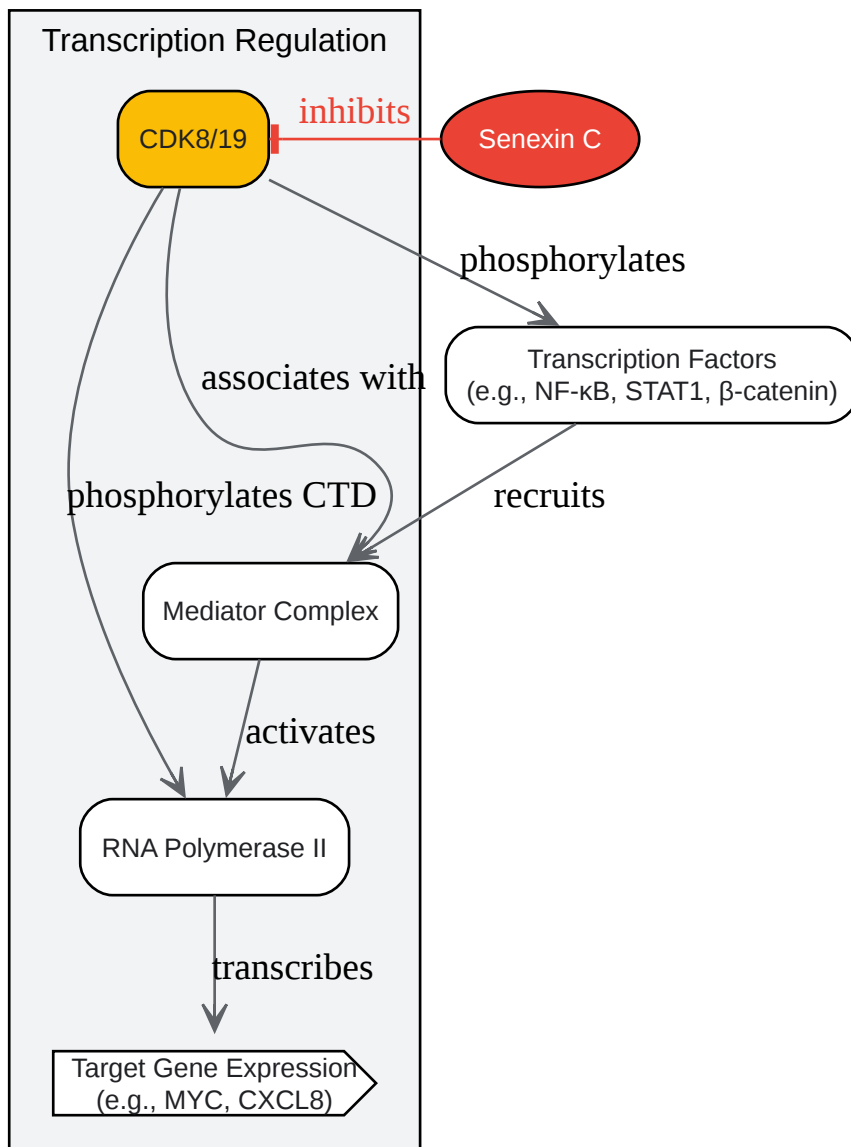 Transcription Regulation
CDK8/19
inhibits
Senexin C
phosphorylates
Transcription Factors
(e.g., NF-κB, STAT1, β-catenin)
associates with
phosphorylates CTD
recruits
Mediator Complex
activates
RNA Polymerase II
transcribes
Target Gene Expression
(e.g., MYC, CXCL8)